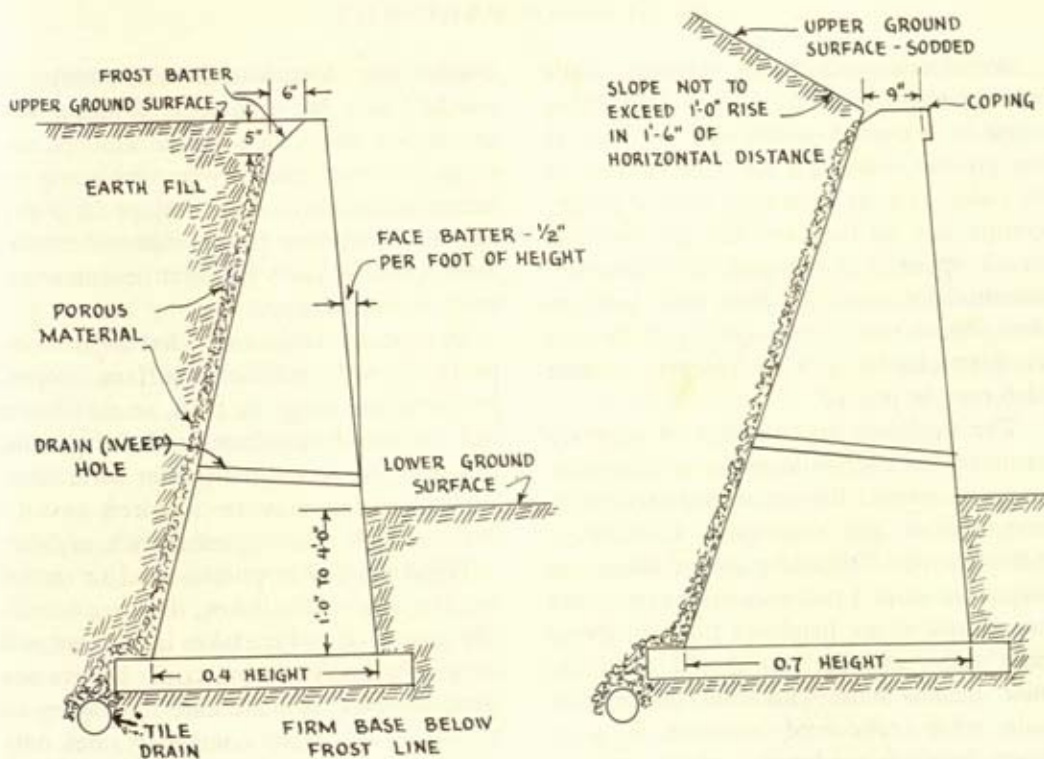 FROST BATTER
UPPER GROUND SURFACE
6"
5"
EARTH FILL
POROUS
MATERIAL
FACE BATTER - ½"
PER FOOT OF HEIGHT
DRAIN (WEEP)
HOLE
LOWER GROUND
SURFACE
1'-0" TO 4'-0"
0.4 HEIGHT
TILE
DRAIN
FIRM BASE BELOW
FROST LINE
UPPER GROUND
SURFACE - SODDED
SLOPE NOT TO
EXCEED 1'-0" RISE
IN 1'-6" OF
HORIZONTAL DISTANCE
9"
COPING
0.7 HEIGHT